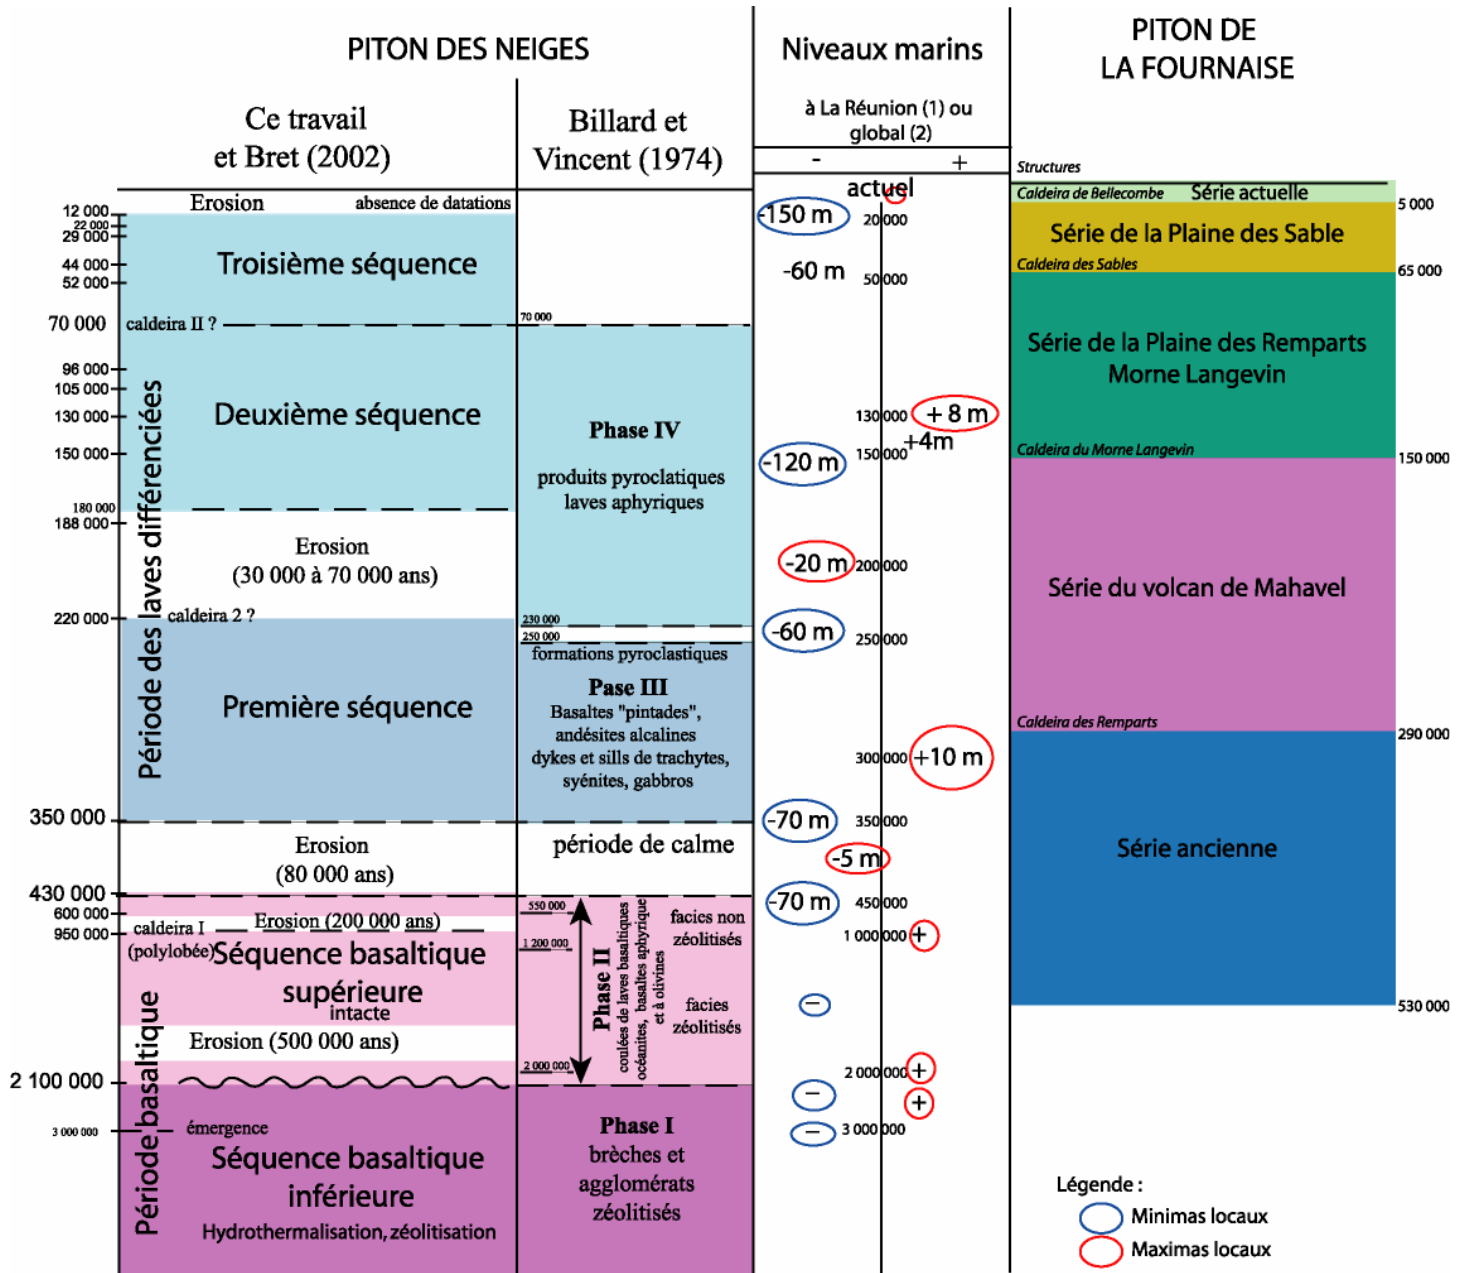 PITON DES NEIGES
Ce travail
et Bret (2002)
Billard et
Vincent (1974)
Niveaux marins
à La Réunion (1) ou
global (2)
- +
PITON DE
LA FOURNAISE
Structures
Erosion absence de datations
12 000
22 000
29 000
44 000
52 000
70 000
96 000
105 000
130 000
150 000
180 000
188 000
220 000
350 000
430 000
600 000
950 000
2 100 000
3 000 000
Période des laves différenciées
Période basaltique
Troisième séquence
caldeira II ?
Deuxième séquence
Erosion
(30 000 à 70 000 ans)
caldeira 2 ?
Première séquence
Erosion
(80 000 ans)
Erosion (200 000 ans)
caldeira I
(polylobée)
Séquence basaltique
supérieure
intacte
Erosion (500 000 ans)
émergence
Séquence basaltique
inférieure
Hydrothermalisation, zéolitisation
70 000
Phase IV
produits pyroclatiques
laves aphyriques
230 000
250 000
formations pyroclastiques
Pase III
Basaltes "pintades",
andésites alcalines
dykes et sills de trachytes,
syénites, gabbros
période de calme
550 000
1 200 000
2 000 000
Phase II
coulées de laves basaltiques
océanites, basaltes aphyrique
et à olivines
facies non
zéolitisés
facies
zéolitisés
Phase I
brèches et
agglomérats
zéolitisés
actuel
-150 m 20 000
-60 m 50 000
130 000 + 8 m
+4m
150 000
-120 m
-20 m 200 000
-60 m 250 000
300 000 +10 m
-70 m 350 000
-5 m
-70 m 450 000
1 000 000 +
–
2 000 000 +
– +
– 3 000 000
Caldeira de Bellecombe Série actuelle
5 000
Série de la Plaine des Sable
Caldeira des Sables
65 000
Série de la Plaine des Remparts
Morne Langevin
Caldeira du Morne Langevin
150 000
Série du volcan de Mahavel
Caldeira des Remparts
290 000
Série ancienne
530 000
Légende :
Minimas locaux
Maximas locaux